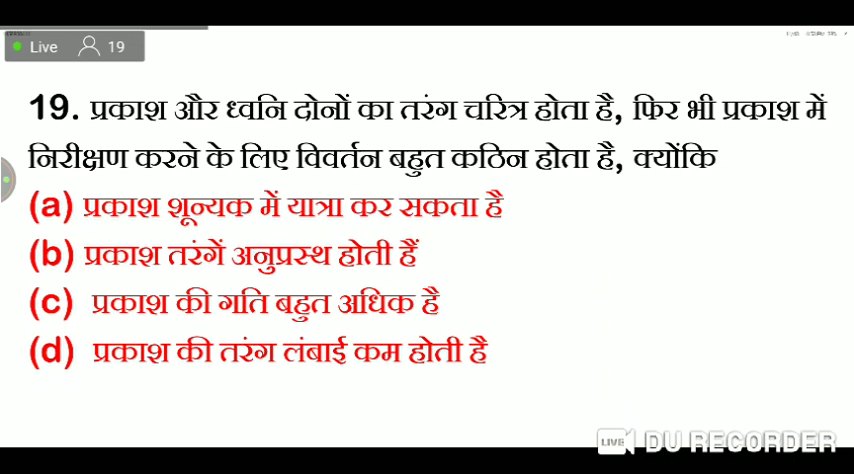 Live 19
19. प्रकाश और ध्वनि दोनों का तरंग चरित्र होता है, फिर भी प्रकाश में
निरीक्षण करने के लिए विवर्तन बहुत कठिन होता है, क्योंकि
(a) प्रकाश शून्यक में यात्रा कर सकता है
(b) प्रकाश तरंगें अनुप्रस्थ होती हैं
(c) प्रकाश की गति बहुत अधिक है
(d) प्रकाश की तरंग लंबाई कम होती है
LIVE DU RECORDER